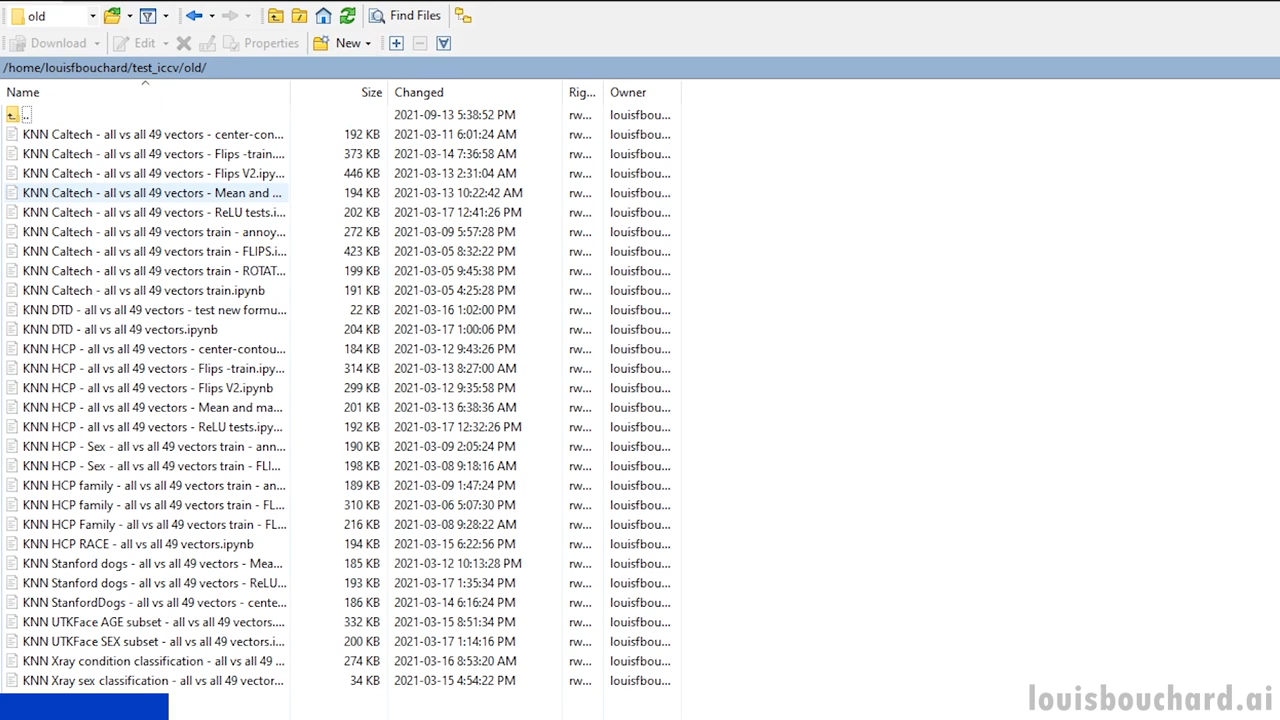 old Find Files
Download Edit Properties New
/home/louisfbouchard/test_iccv/old/
Name Size Changed Rig... Owner
.. 2021-09-13 5:38:52 PM rw... louisfbou...
KNN Caltech - all vs all 49 vectors - center-con... 192 KB 2021-03-11 6:01:24 AM rw... louisfbou...
KNN Caltech - all vs all 49 vectors - Flips -train.... 373 KB 2021-03-14 7:36:58 AM rw... louisfbou...
KNN Caltech - all vs all 49 vectors - Flips V2.ipy... 446 KB 2021-03-13 2:31:04 AM rw... louisfbou...
KNN Caltech - all vs all 49 vectors - Mean and ... 194 KB 2021-03-13 10:22:42 AM rw... louisfbou...
KNN Caltech - all vs all 49 vectors - ReLU tests.i... 202 KB 2021-03-17 12:41:26 PM rw... louisfbou...
KNN Caltech - all vs all 49 vectors train - annoy... 272 KB 2021-03-09 5:57:28 PM rw... louisfbou...
KNN Caltech - all vs all 49 vectors train - FLIPS.i... 423 KB 2021-03-05 8:32:22 PM rw... louisfbou...
KNN Caltech - all vs all 49 vectors train - ROTAT... 199 KB 2021-03-05 9:45:38 PM rw... louisfbou...
KNN Caltech - all vs all 49 vectors train.ipynb 191 KB 2021-03-05 4:25:28 PM rw... louisfbou...
KNN DTD - all vs all 49 vectors - test new formu... 22 KB 2021-03-16 1:02:00 PM rw... louisfbou...
KNN DTD - all vs all 49 vectors.ipynb 204 KB 2021-03-17 1:00:06 PM rw... louisfbou...
KNN HCP - all vs all 49 vectors - center-contou... 184 KB 2021-03-12 9:43:26 PM rw... louisfbou...
KNN HCP - all vs all 49 vectors - Flips -train.ipy... 314 KB 2021-03-13 8:27:00 AM rw... louisfbou...
KNN HCP - all vs all 49 vectors - Flips V2.ipynb 299 KB 2021-03-12 9:35:58 PM rw... louisfbou...
KNN HCP - all vs all 49 vectors - Mean and ma... 201 KB 2021-03-13 6:38:36 AM rw... louisfbou...
KNN HCP - all vs all 49 vectors - ReLU tests.ipy... 192 KB 2021-03-17 12:32:26 PM rw... louisfbou...
KNN HCP - Sex - all vs all 49 vectors train - ann... 190 KB 2021-03-09 2:05:24 PM rw... louisfbou...
KNN HCP - Sex - all vs all 49 vectors train - FLI... 198 KB 2021-03-08 9:18:16 AM rw... louisfbou...
KNN HCP family - all vs all 49 vectors train - an... 189 KB 2021-03-09 1:47:24 PM rw... louisfbou...
KNN HCP family - all vs all 49 vectors train - FL... 310 KB 2021-03-06 5:07:30 PM rw... louisfbou...
KNN HCP Family - all vs all 49 vectors train - FL... 216 KB 2021-03-08 9:28:22 AM rw... louisfbou...
KNN HCP RACE - all vs all 49 vectors.ipynb 194 KB 2021-03-15 6:22:56 PM rw... louisfbou...
KNN Stanford dogs - all vs all 49 vectors - Mea... 185 KB 2021-03-12 10:13:28 PM rw... louisfbou...
KNN Stanford dogs - all vs all 49 vectors - ReLU... 193 KB 2021-03-17 1:35:34 PM rw... louisfbou...
KNN StanfordDogs - all vs all 49 vectors - cente... 186 KB 2021-03-14 6:16:24 PM rw... louisfbou...
KNN UTKFace AGE subset - all vs all 49 vectors.... 332 KB 2021-03-15 8:51:34 PM rw... louisfbou...
KNN UTKFace SEX subset - all vs all 49 vectors.i... 200 KB 2021-03-17 1:14:16 PM rw... louisfbou...
KNN Xray condition classification - all vs all 49 ... 274 KB 2021-03-16 8:53:20 AM rw... louisfbou...
KNN Xray sex classification - all vs all 49 vector... 34 KB 2021-03-15 4:54:22 PM rw... louisfbou...
louisbouchard.ai